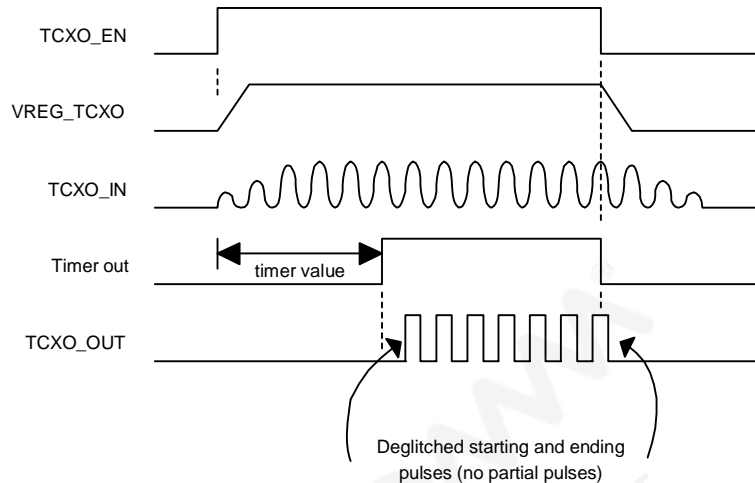 TCXO_EN
VREG_TCXO
TCXO_IN
Timer out
timer value
TCXO_OUT
Deglitched starting and ending
pulses (no partial pulses)